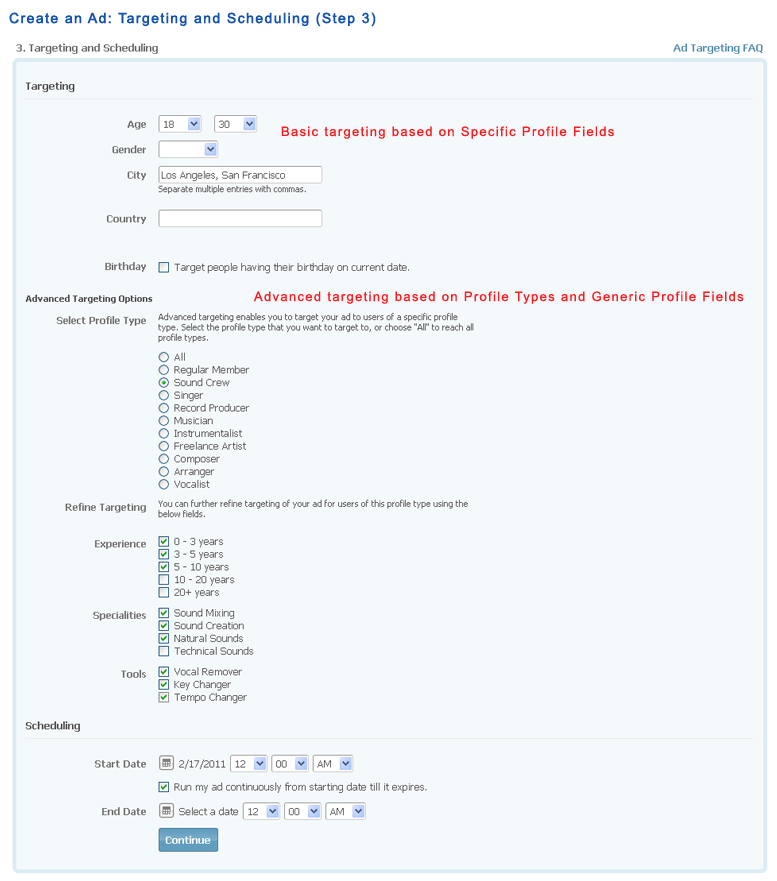 Create an Ad: Targeting and Scheduling (Step 3)
3. Targeting and Scheduling
Ad Targeting FAQ
Targeting
Age 18 30
Basic targeting based on Specific Profile Fields
Gender
City Los Angeles, San Francisco
Separate multiple entries with commas.
Country
Birthday Target people having their birthday on current date.
Advanced Targeting Options
Advanced targeting based on Profile Types and Generic Profile Fields
Select Profile Type
Advanced targeting enables you to target your ad to users of a specific profile
type. Select the profile type that you want to target to, or choose "All" to reach all
profile types.
All
Regular Member
Sound Crew
Singer
Record Producer
Musician
Instrumentalist
Freelance Artist
Composer
Arranger
Vocalist
Refine Targeting
You can further refine targeting of your ad for users of this profile type using the
below fields.
Experience 0 - 3 years
3 - 5 years
5 - 10 years
10 - 20 years
20+ years
Specialities Sound Mixing
Sound Creation
Natural Sounds
Technical Sounds
Tools Vocal Remover
Key Changer
Tempo Changer
Scheduling
Start Date 2/17/2011 12 00 AM
Run my ad continuously from starting date till it expires.
End Date Select a date 12 00 AM
Continue